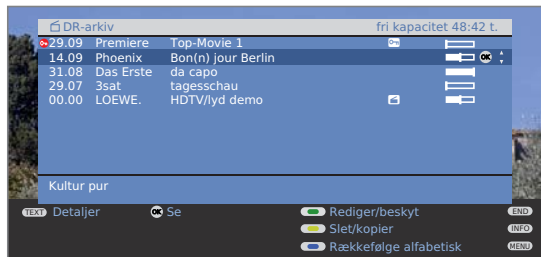 DR-arkiv fri kapacitet 48:42 t.
29.09 Premiere Top-Movie 1
14.09 Phoenix Bon(n) jour Berlin OK
31.08 Das Erste da capo
29.07 3sat tagesschau
00.00 LOEWE. HDTV/lyd demo
Kultur pur
TEXT Detaljer OK Se Rediger/beskyt END
Slet/kopier INFO
Rækkefølge alfabetisk MENU